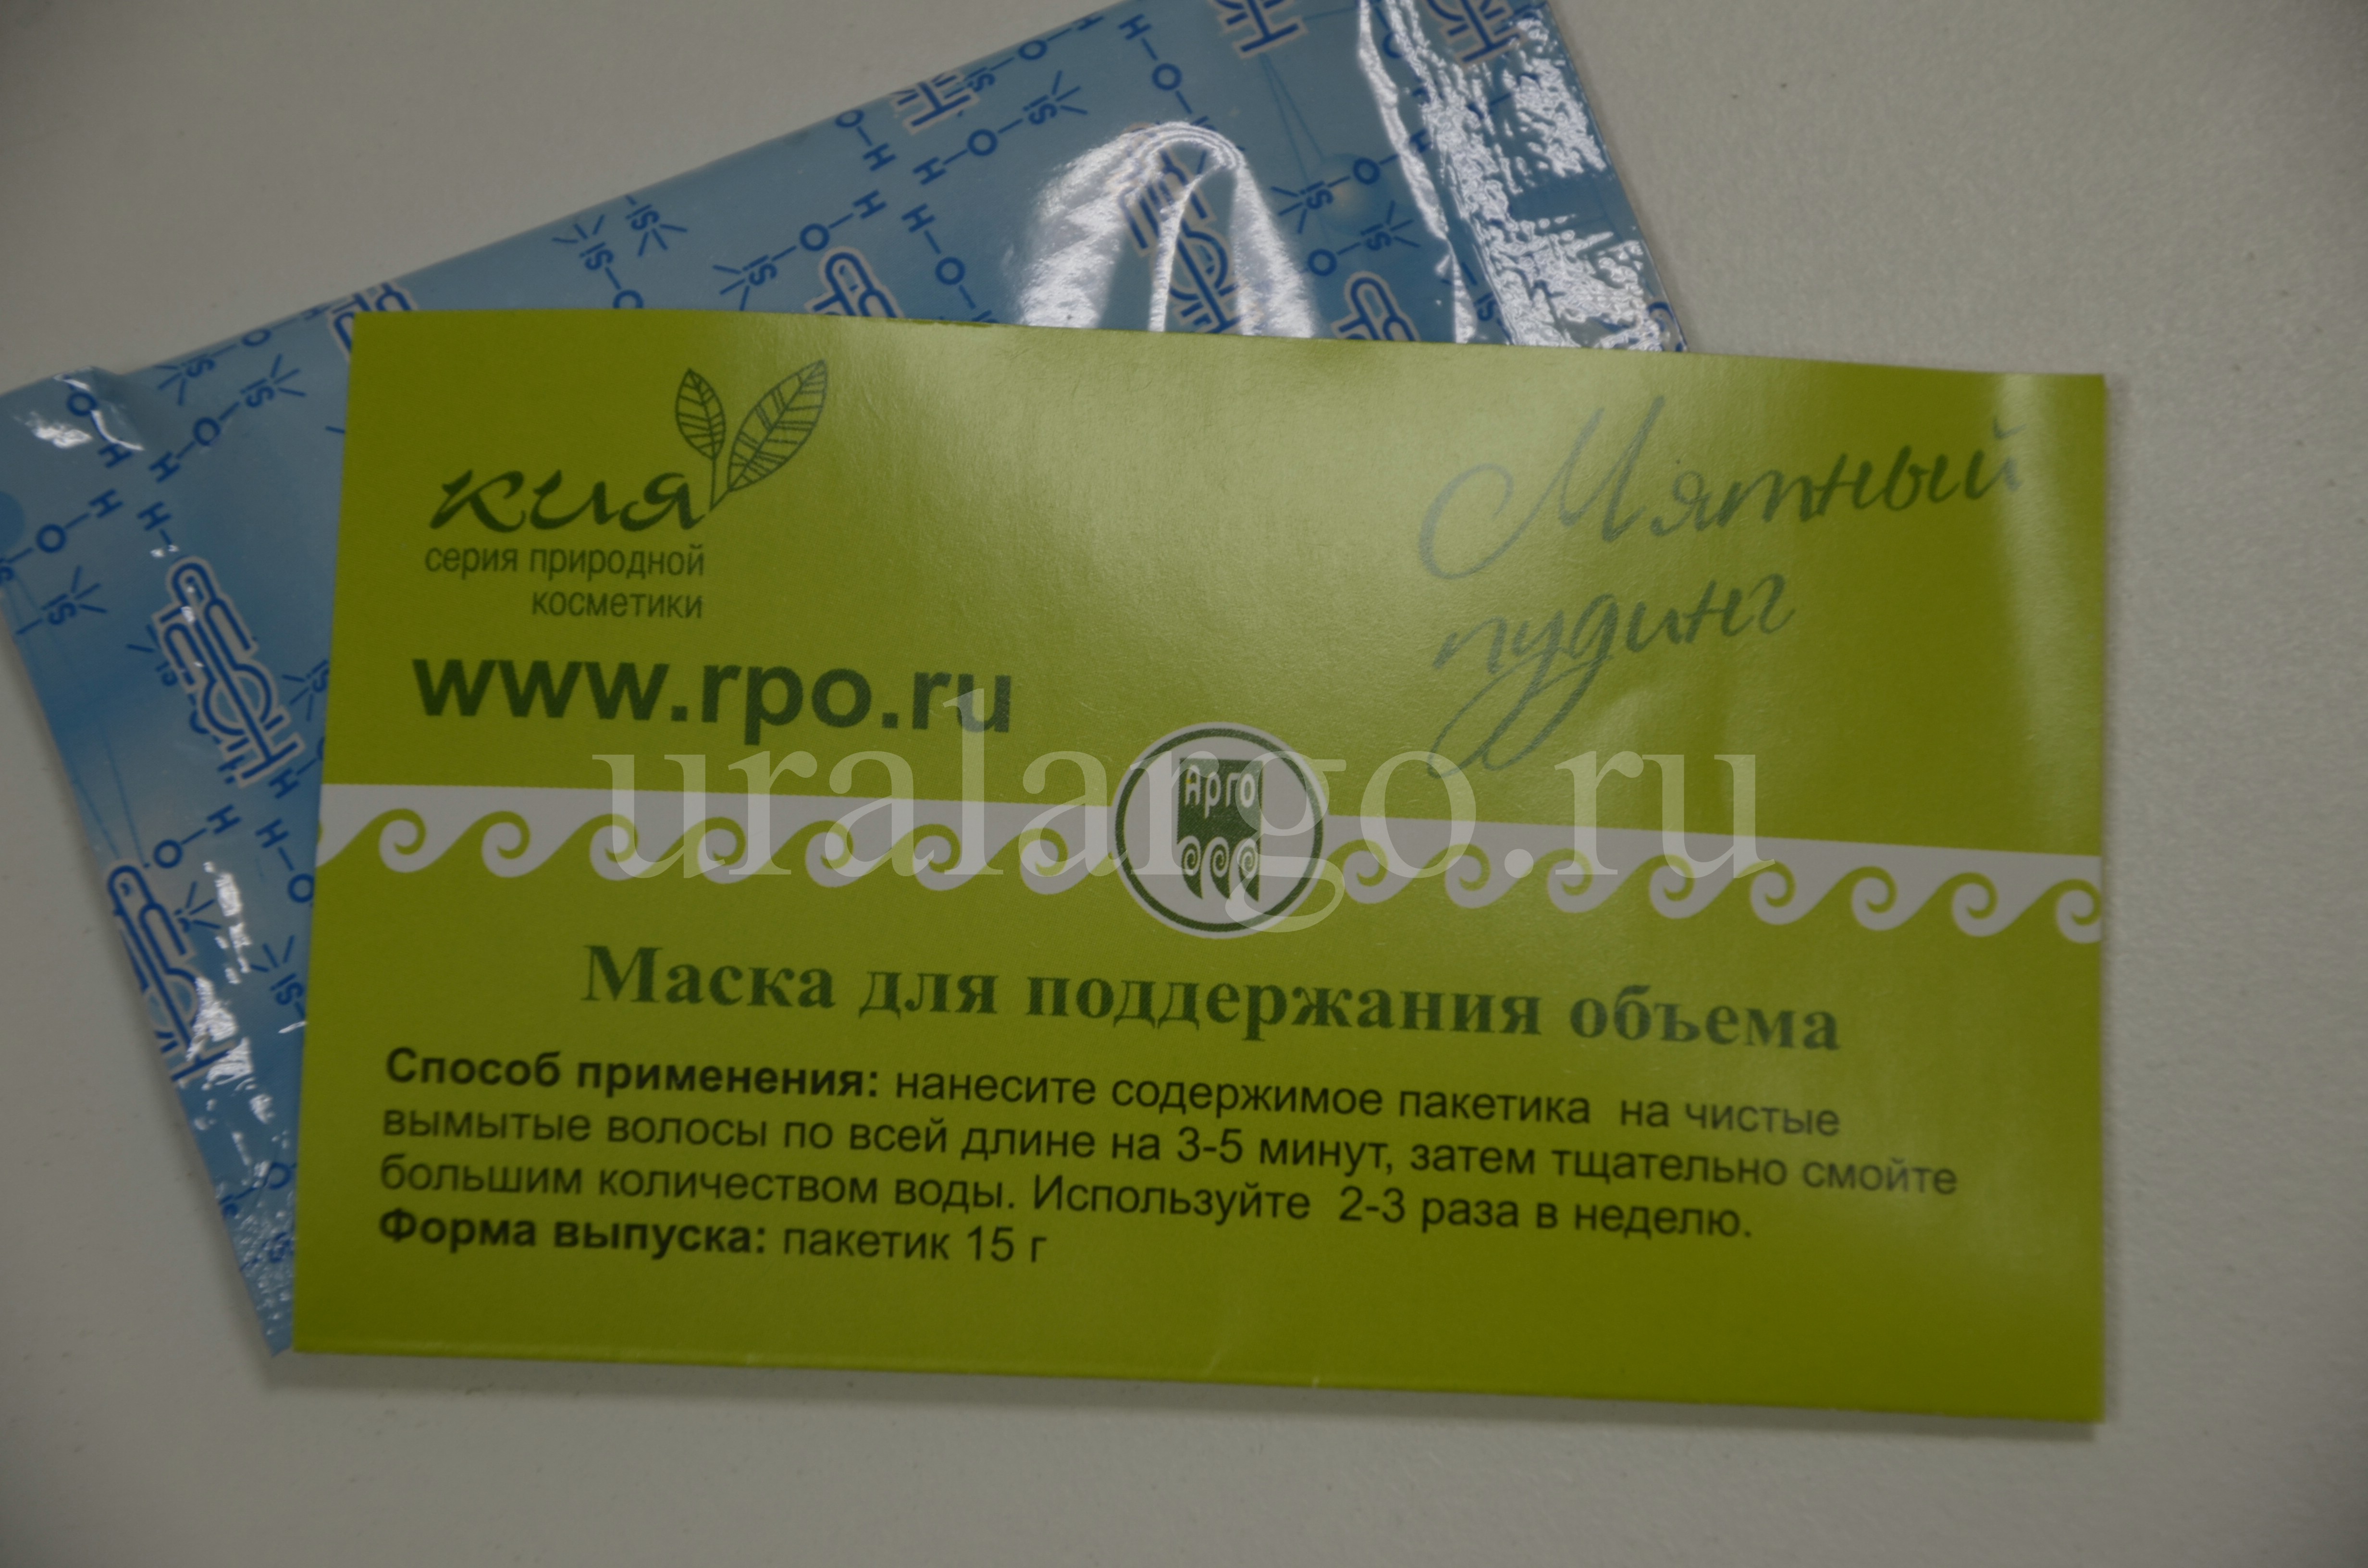 кия
серия природной
косметики
www.rpo.ru
Мятный
пудинг
Арго
uralargo.ru
Маска для поддержания объема
Способ применения: нанесите содержимое пакетика на чистые
вымытые волосы по всей длине на 3-5 минут, затем тщательно смойте
большим количеством воды. Используйте 2-3 раза в неделю.
Форма выпуска: пакетик 15 г